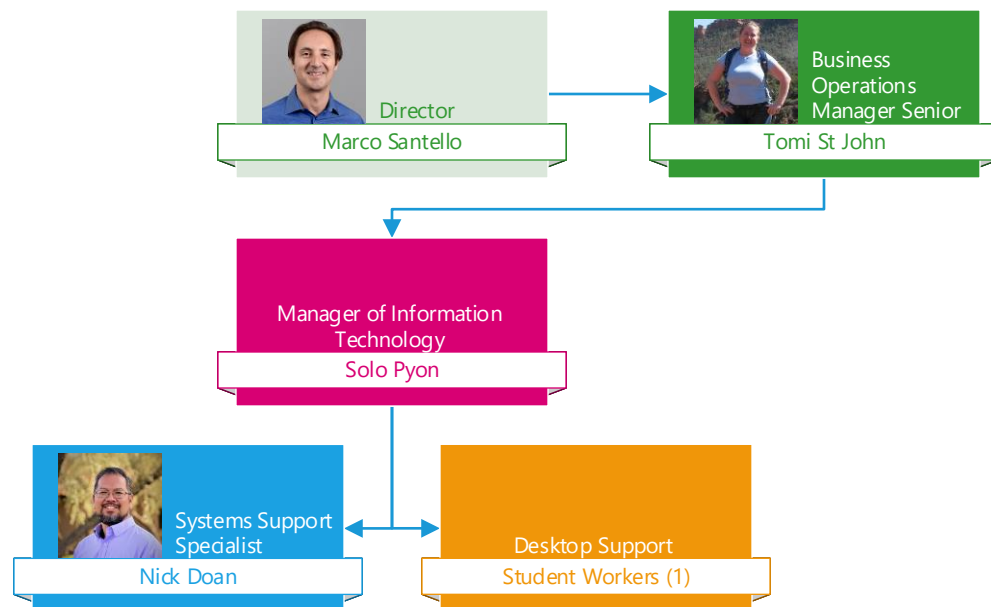 Director
Marco Santello
Business
Operations
Manager Senior
Tomi St John
Manager of Information
Technology
Solo Pyon
Systems Support
Specialist
Nick Doan
Desktop Support
Student Workers (1)